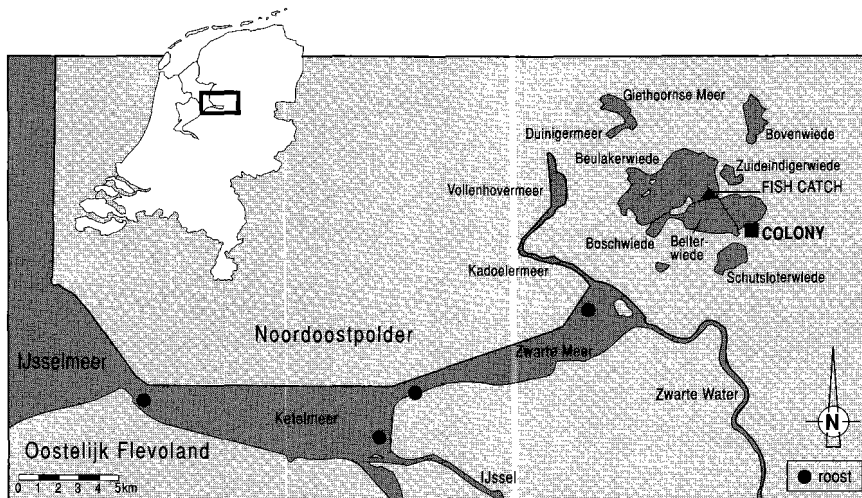 Giethoornse Meer
Duinigermeer
Bovenwiede
Beulakerwiede
Zuideindigerwiede
Vollenhovermeer
FISH CATCH
Boschwiede
Belter-
wiede
COLONY
Kadoelermeer
Schutsloterwiede
Noordoostpolder
IJsselmeer
Zwarte Meer
Zwarte Water
Ketelmeer
N
Oostelijk Flevoland
IJssel
roost
0 1 2 3 4 5km